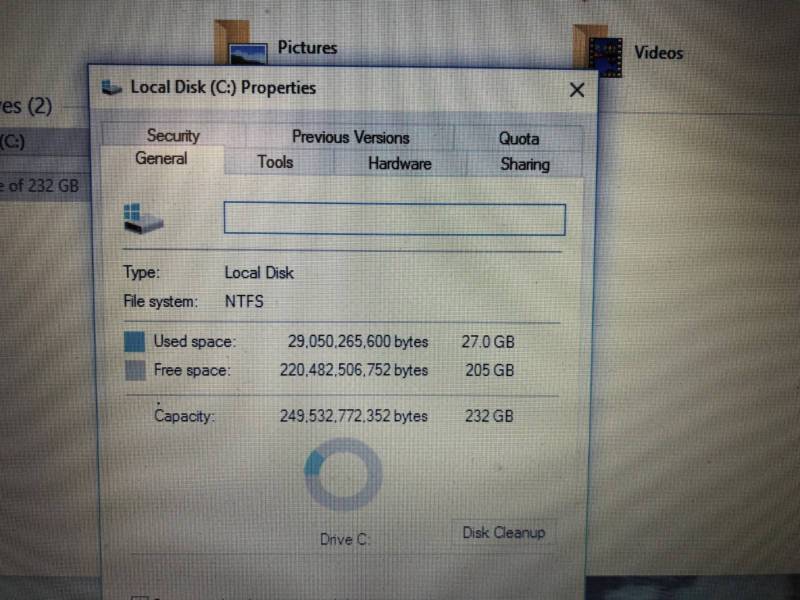 Pictures
Videos
Local Disk (C:) Properties
es (2)
(C:)
e of 232 GB
Security Previous Versions Quota
General Tools Hardware Sharing
Type: Local Disk
File system: NTFS
Used space: 29,050,265,600 bytes 27.0 GB
Free space: 220,482,506,752 bytes 205 GB
Capacity: 249,532,772,352 bytes 232 GB
Drive C:
Disk Cleanup